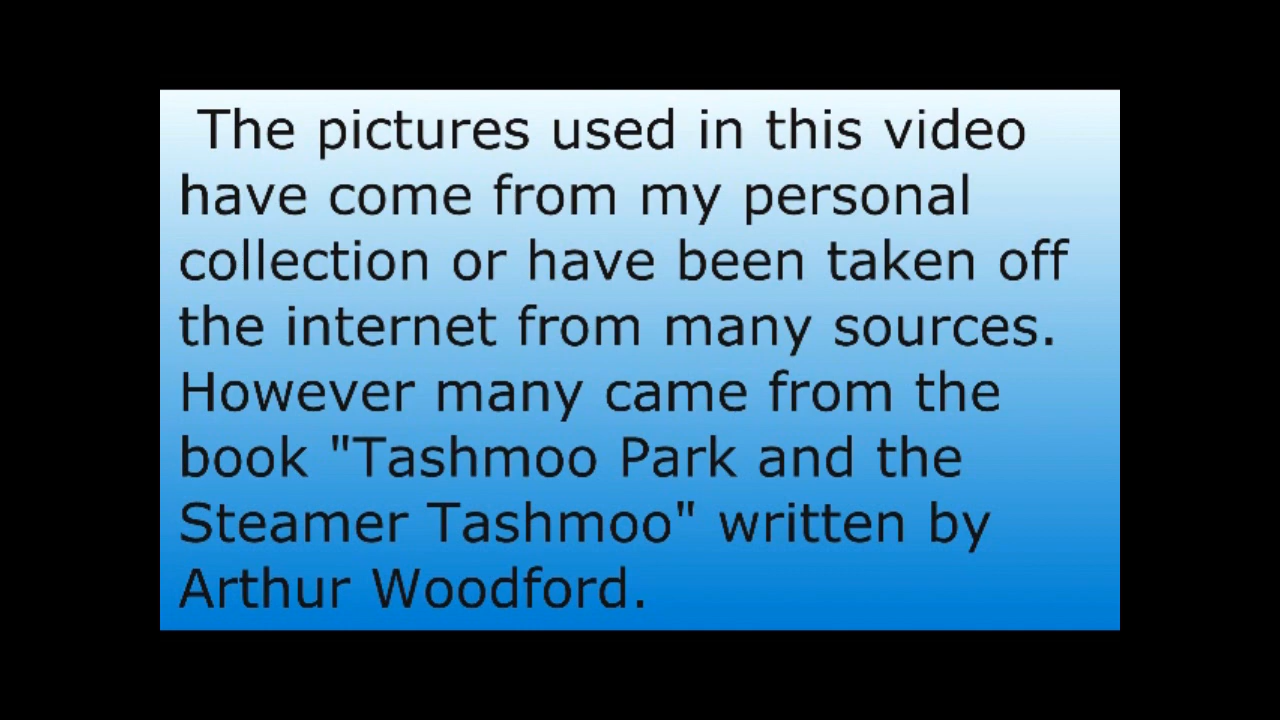 The pictures used in this video
have come from my personal
collection or have been taken off
the internet from many sources.
However many came from the
book "Tashmoo Park and the
Steamer Tashmoo" written by
Arthur Woodford.